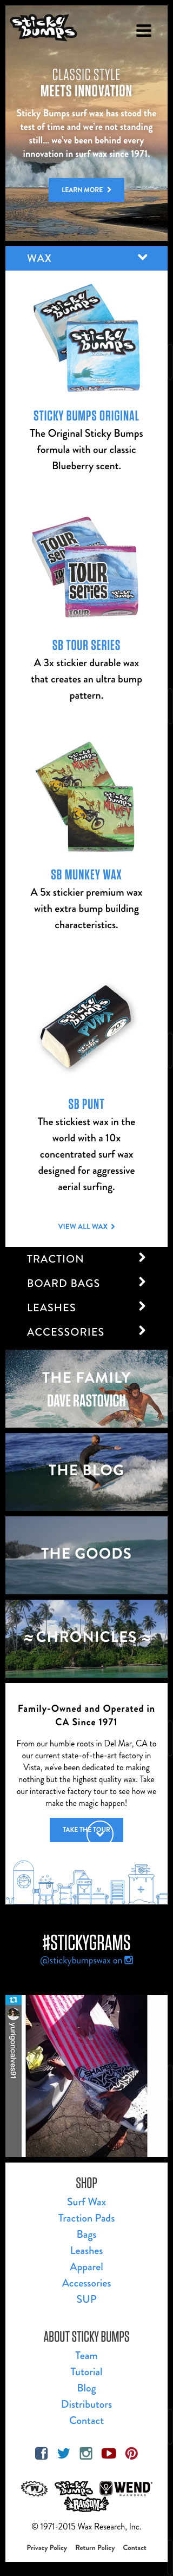 Sticky
Bumps
CLASSIC STYLE
MEETS INNOVATION
Sticky Bumps surf wax has stood the
test of time and we're not standing
still... we've been behind every
innovation in surf wax since 1971.
LEARN MORE
WAX
STICKY BUMPS ORIGINAL
The Original Sticky Bumps
formula with our classic
Blueberry scent.
TOUR
SERIES
TOUR
SERIES
SB TOUR SERIES
A 3x stickier durable wax
that creates an ultra bump
pattern.
MUNKEY
SB MUNKEY WAX
A 5x stickier premium wax
with extra bump building
characteristics.
PUNT
SB PUNT
The stickiest wax in the
world with a 10x
concentrated surf wax
designed for aggressive
aerial surfing.
VIEW ALL WAX
TRACTION
BOARD BAGS
LEASHES
ACCESSORIES
THE FAMILY
DAVE RASTOVICH
THE BLOG
THE GOODS
≈ CHRONICLES ≈
Family-Owned and Operated in
CA Since 1971
From our humble roots in Del Mar, CA to
our current state-of-the-art factory in
Vista, we've been dedicated to making
nothing but the highest quality wax. Take
our interactive factory tour to see how we
make the magic happen!
TAKE THE TOUR
#STICKYGRAMS
@stickybumpswax on
yurigoncalves91
SHOP
Surf Wax
Traction Pads
Bags
Leashes
Apparel
Accessories
SUP
ABOUT STICKY BUMPS
Team
Tutorial
Blog
Distributors
Contact
Sticky Bumps
WEND
RANSOM
© 1971-2015 Wax Research, Inc.
Privacy Policy Return Policy Contact